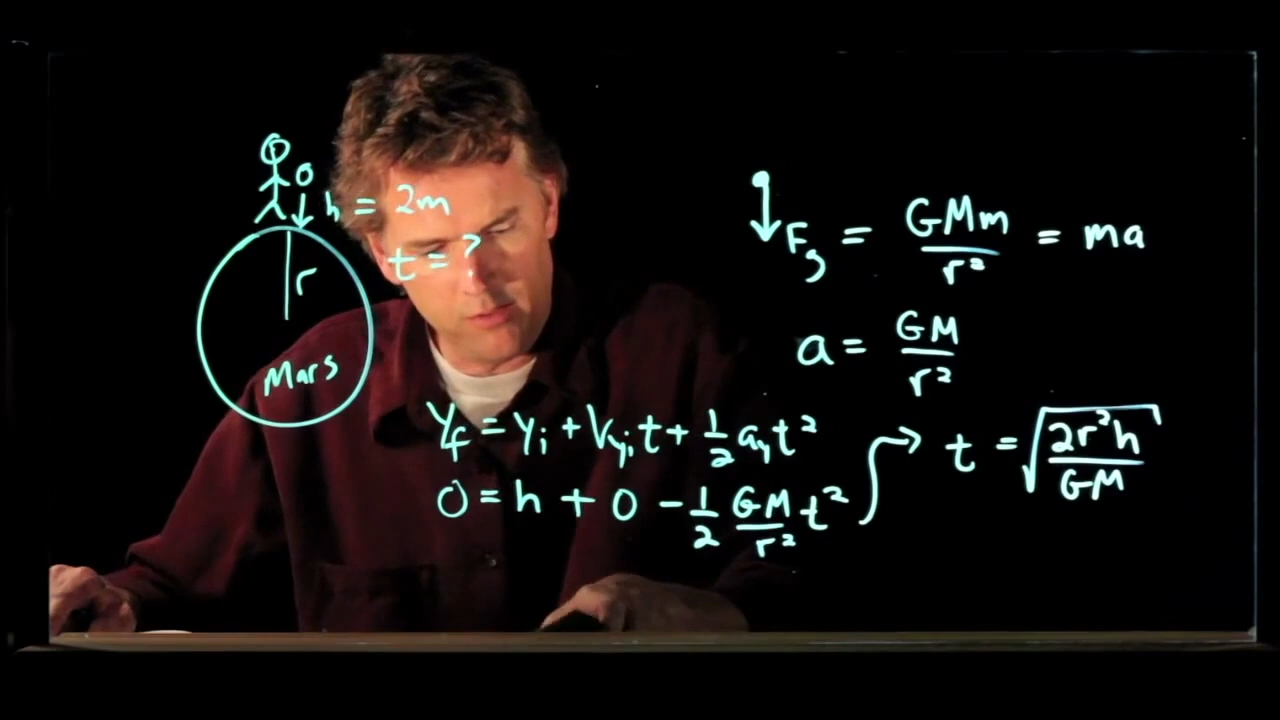 h = 2m
t = ?
r
Mars
F_g = GMm/r² = ma
a = GM/r²
y_f = y_i + V_yi t + 1/2 a_y t²
0 = h + 0 - 1/2 GM/r² t²
→ t = √(2r²h/GM)